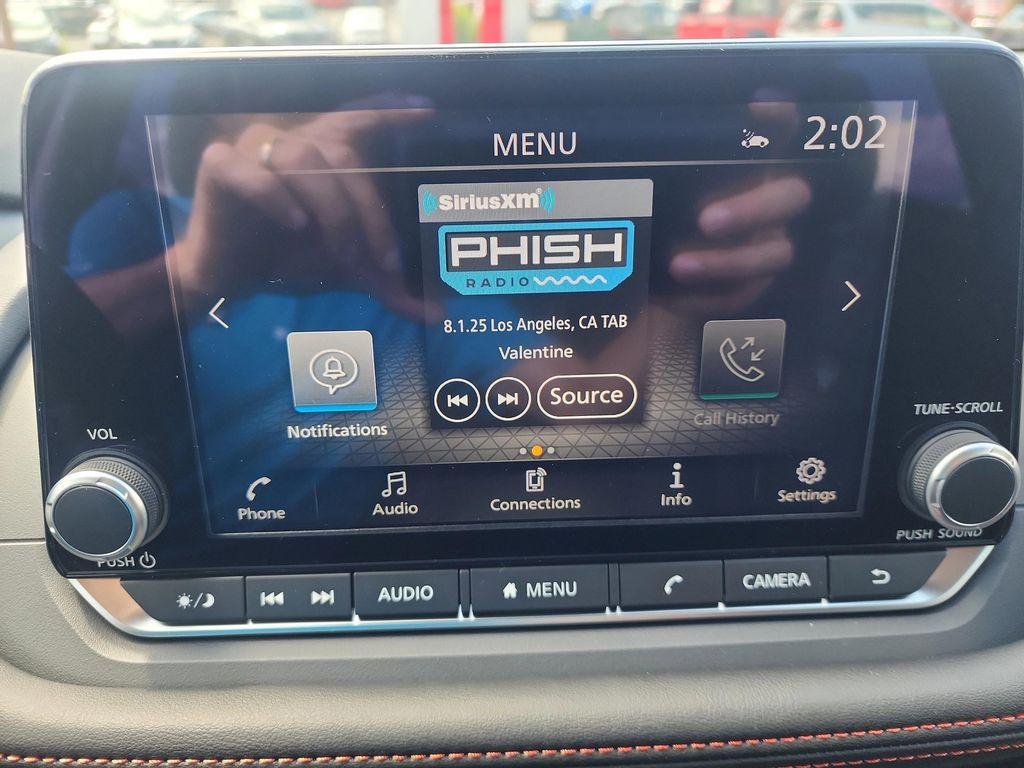 MENU
2:02
SiriusXM®
PHISH
RADIO
8.1.25 Los Angeles, CA TAB
Valentine
Source
Notifications
Call History
Phone
Audio
Connections
Info
Settings
VOL
PUSH
TUNE·SCROLL
PUSH SOUND
AUDIO
MENU
CAMERA